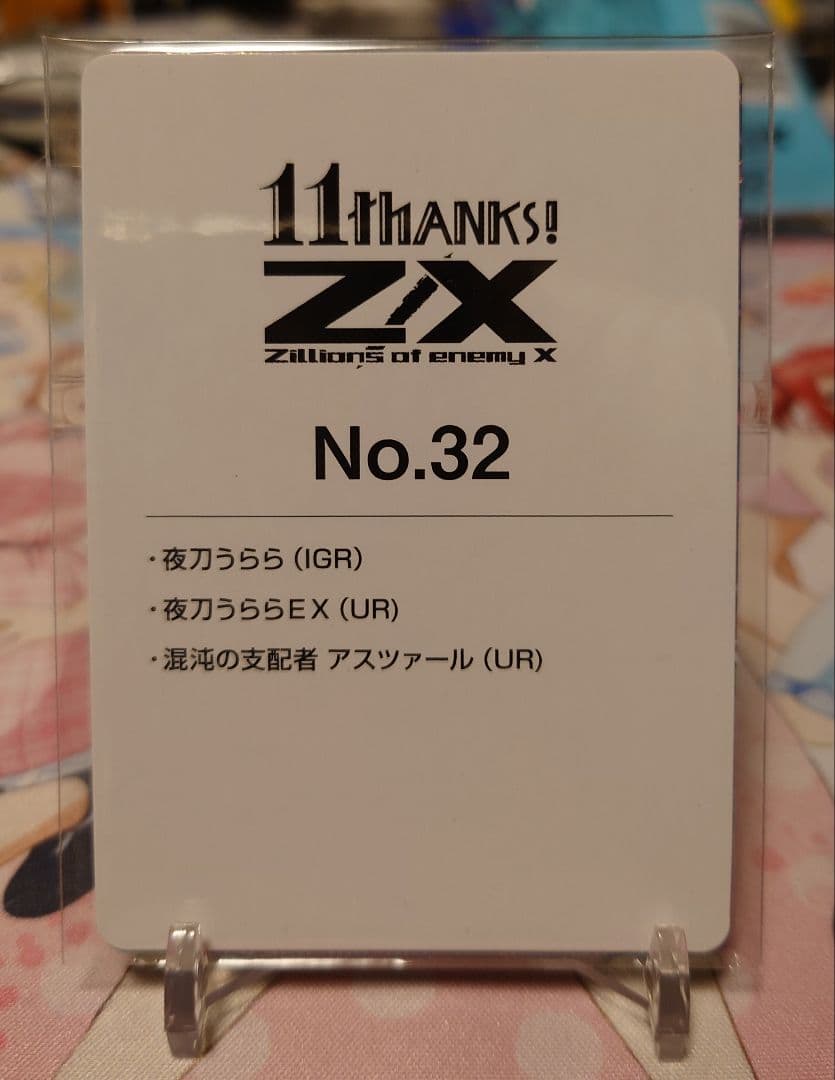 11thANKS!
Z/X
Zillions of enemy X
No.32
・夜刀うらら（IGR）
・夜刀うららEX（UR)
・混沌の支配者 アスツァール（UR)